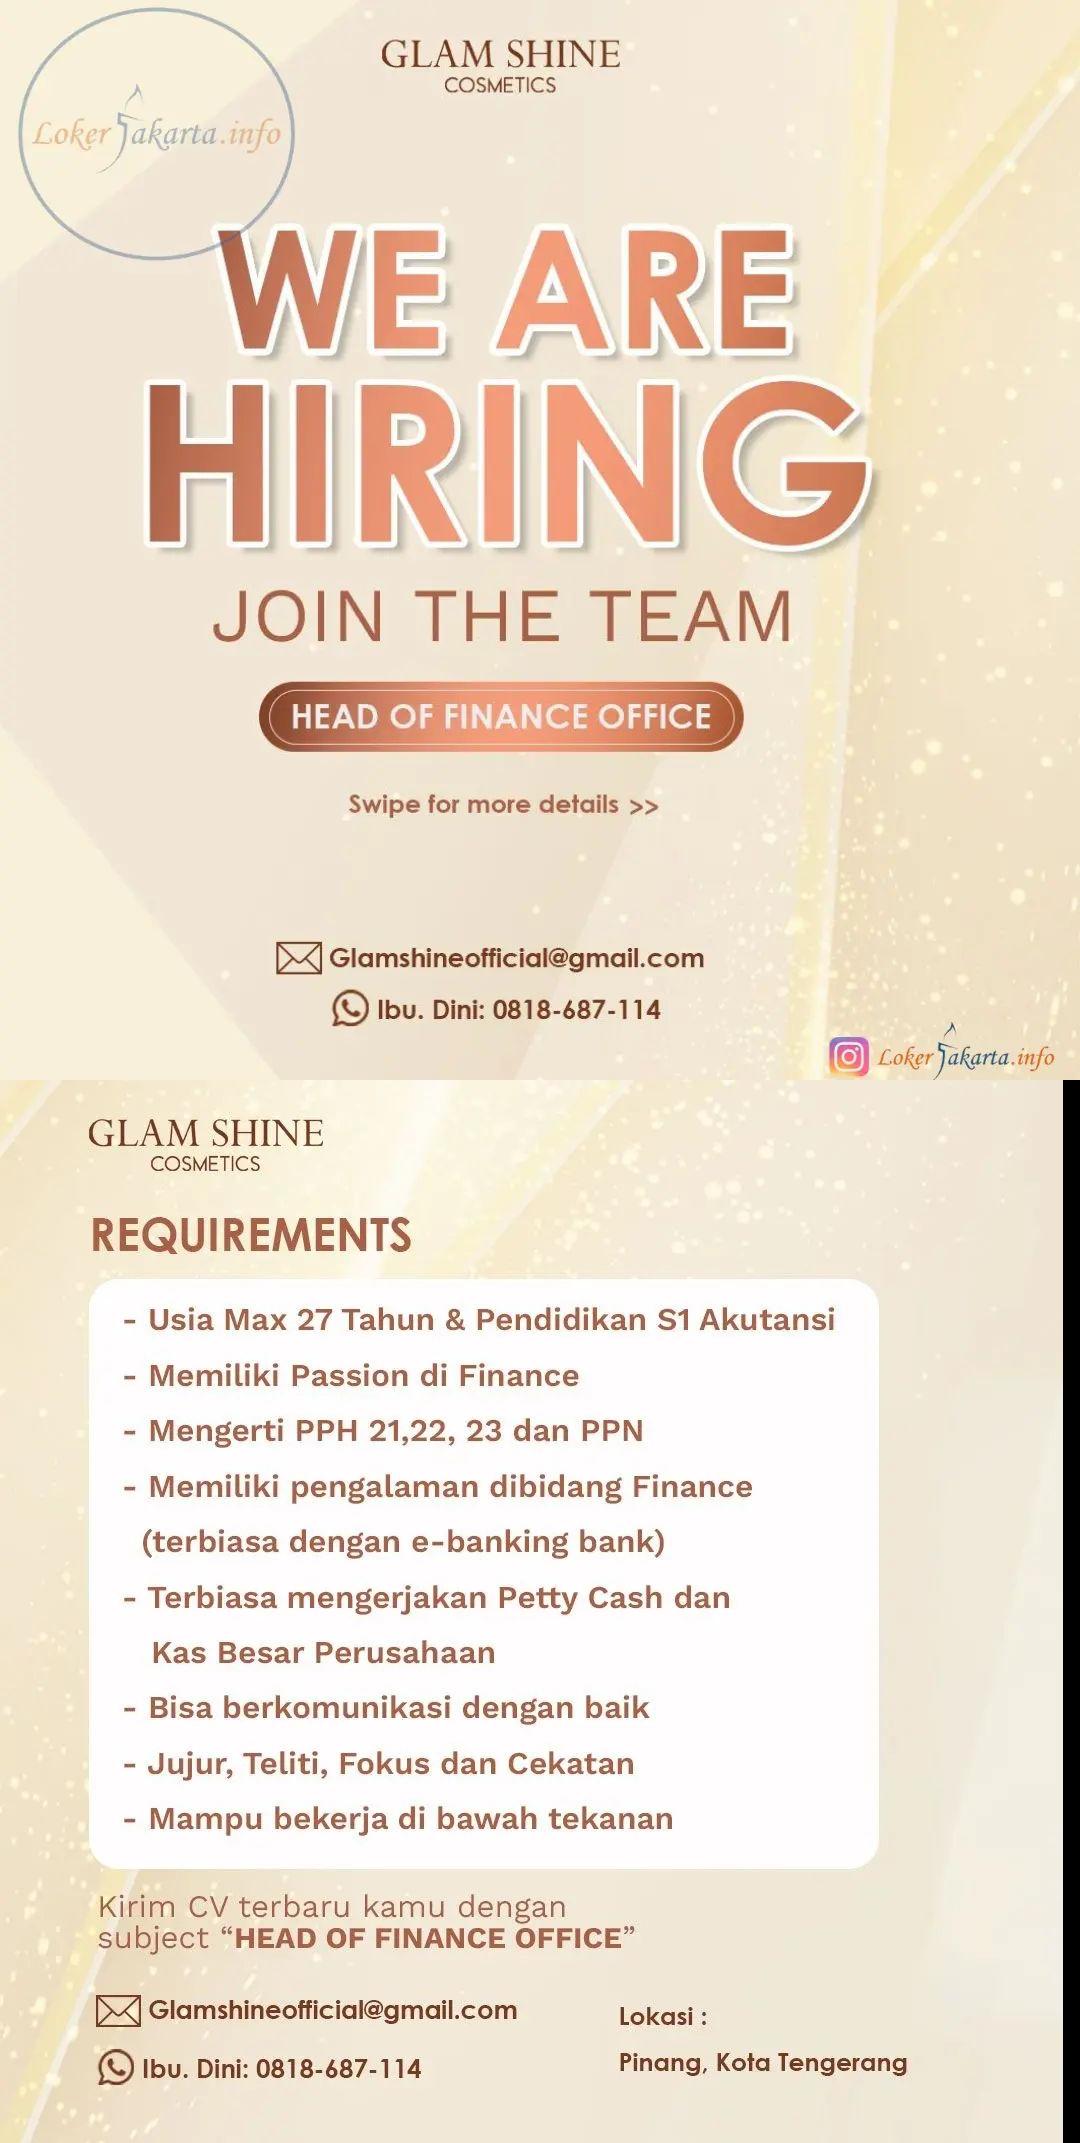 GLAM SHINE
COSMETICS
Loker Jakarta.info
WE ARE
HIRING
JOIN THE TEAM
HEAD OF FINANCE OFFICE
Swipe for more details >>
Glamshineofficial@gmail.com
Ibu. Dini: 0818-687-114
Loker Jakarta.info
GLAM SHINE
COSMETICS
REQUIREMENTS
- Usia Max 27 Tahun & Pendidikan S1 Akutansi
- Memiliki Passion di Finance
- Mengerti PPH 21,22, 23 dan PPN
- Memiliki pengalaman dibidang Finance
(terbiasa dengan e-banking bank)
- Terbiasa mengerjakan Petty Cash dan
Kas Besar Perusahaan
- Bisa berkomunikasi dengan baik
- Jujur, Teliti, Fokus dan Cekatan
- Mampu bekerja di bawah tekanan
Kirim CV terbaru kamu dengan
subject “HEAD OF FINANCE OFFICE”
Glamshineofficial@gmail.com
Ibu. Dini: 0818-687-114
Lokasi :
Pinang, Kota Tengerang